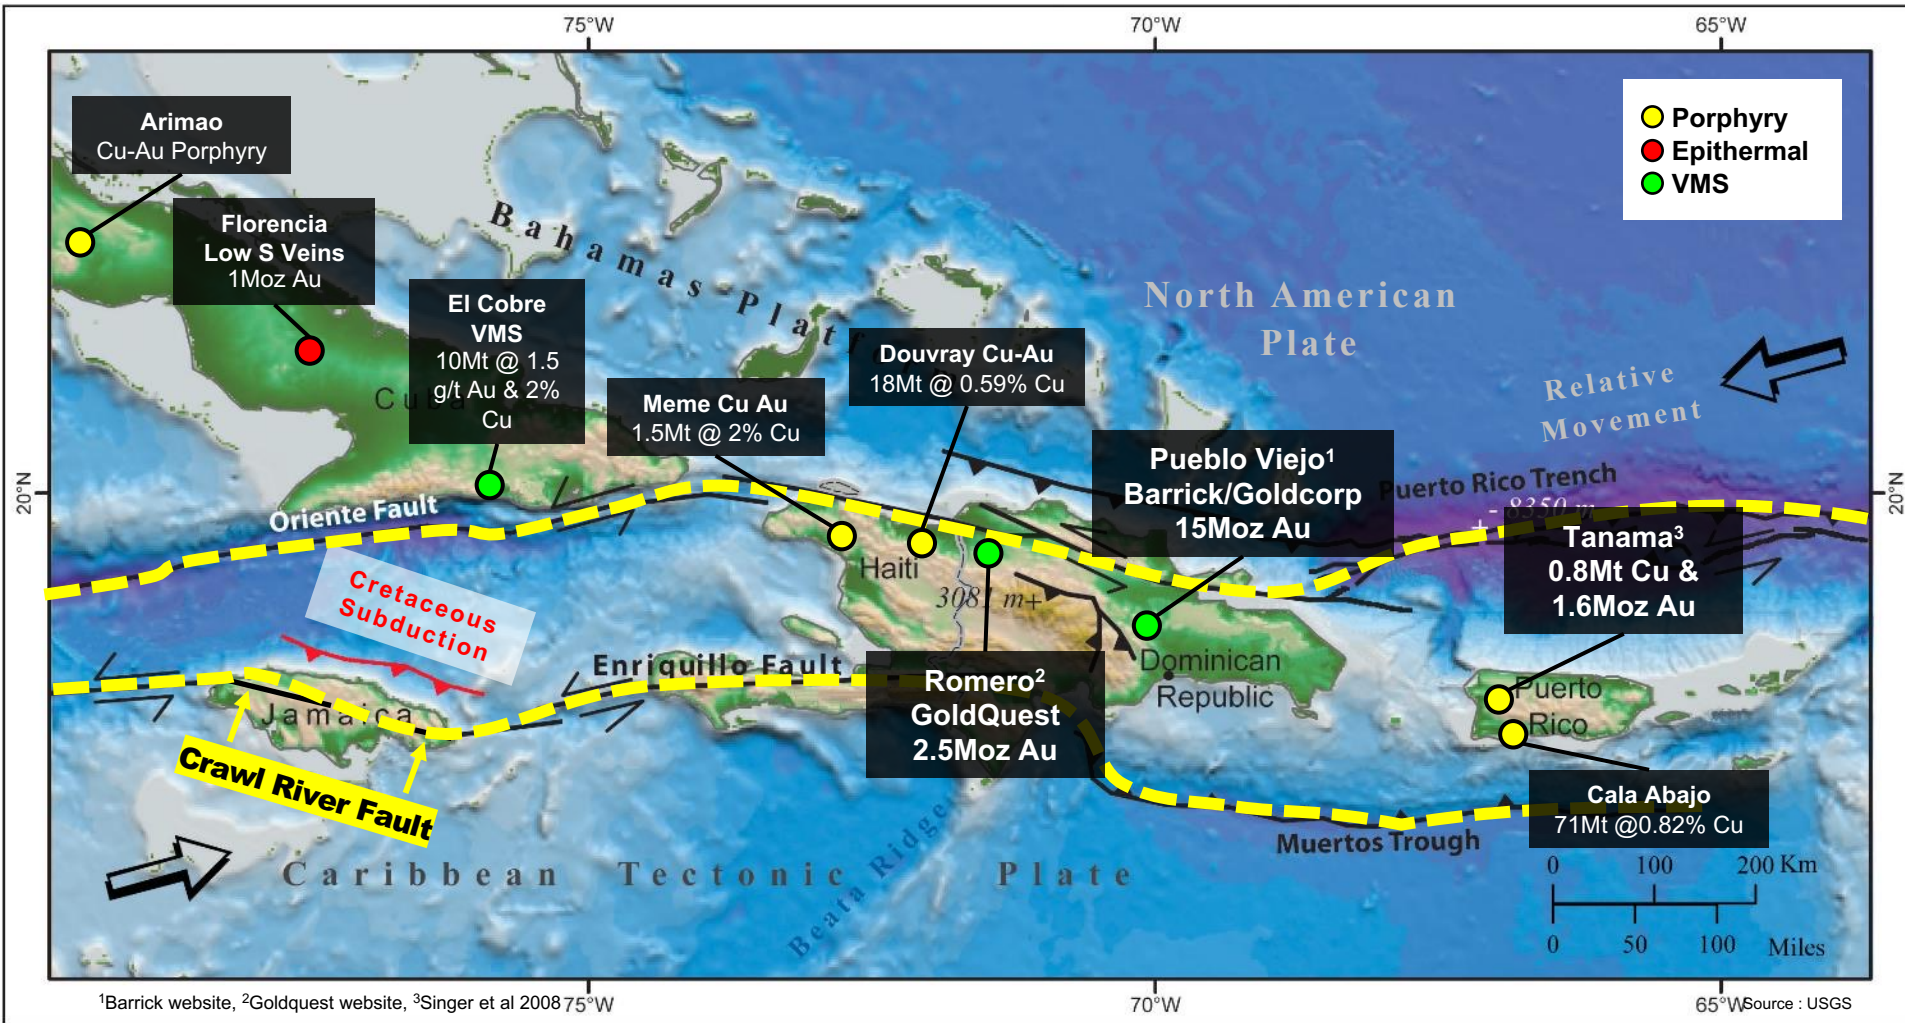 75°W
70°W
65°W
Arimao
Cu-Au Porphyry
Porphyry
Epithermal
VMS
Florencia
Low S Veins
1Moz Au
Bahamas Platform
El Cobre
VMS
10Mt @ 1.5
g/t Au & 2%
Cu
North American
Plate
Cuba
Douvray Cu-Au
18Mt @ 0.59% Cu
Relative
Movement
Meme Cu Au
1.5Mt @ 2% Cu
Pueblo Viejo¹
Barrick/Goldcorp
15Moz Au
20°N
20°N
Oriente Fault
Puerto Rico Trench
- 8350 m
+
Tanama³
0.8Mt Cu &
1.6Moz Au
Haiti
3081 m+
Cretaceous
Subduction
Enriquillo Fault
Dominican
Republic
Romero²
GoldQuest
2.5Moz Au
Puerto
Rico
Jamaica
Crawl River Fault
Cala Abajo
71Mt @0.82% Cu
Muertos Trough
Caribbean Tectonic Plate
Beata Ridge
0 100 200 Km
0 50 100 Miles
¹Barrick website, ²Goldquest website, ³Singer et al 2008
75°W
70°W
65°W
Source : USGS